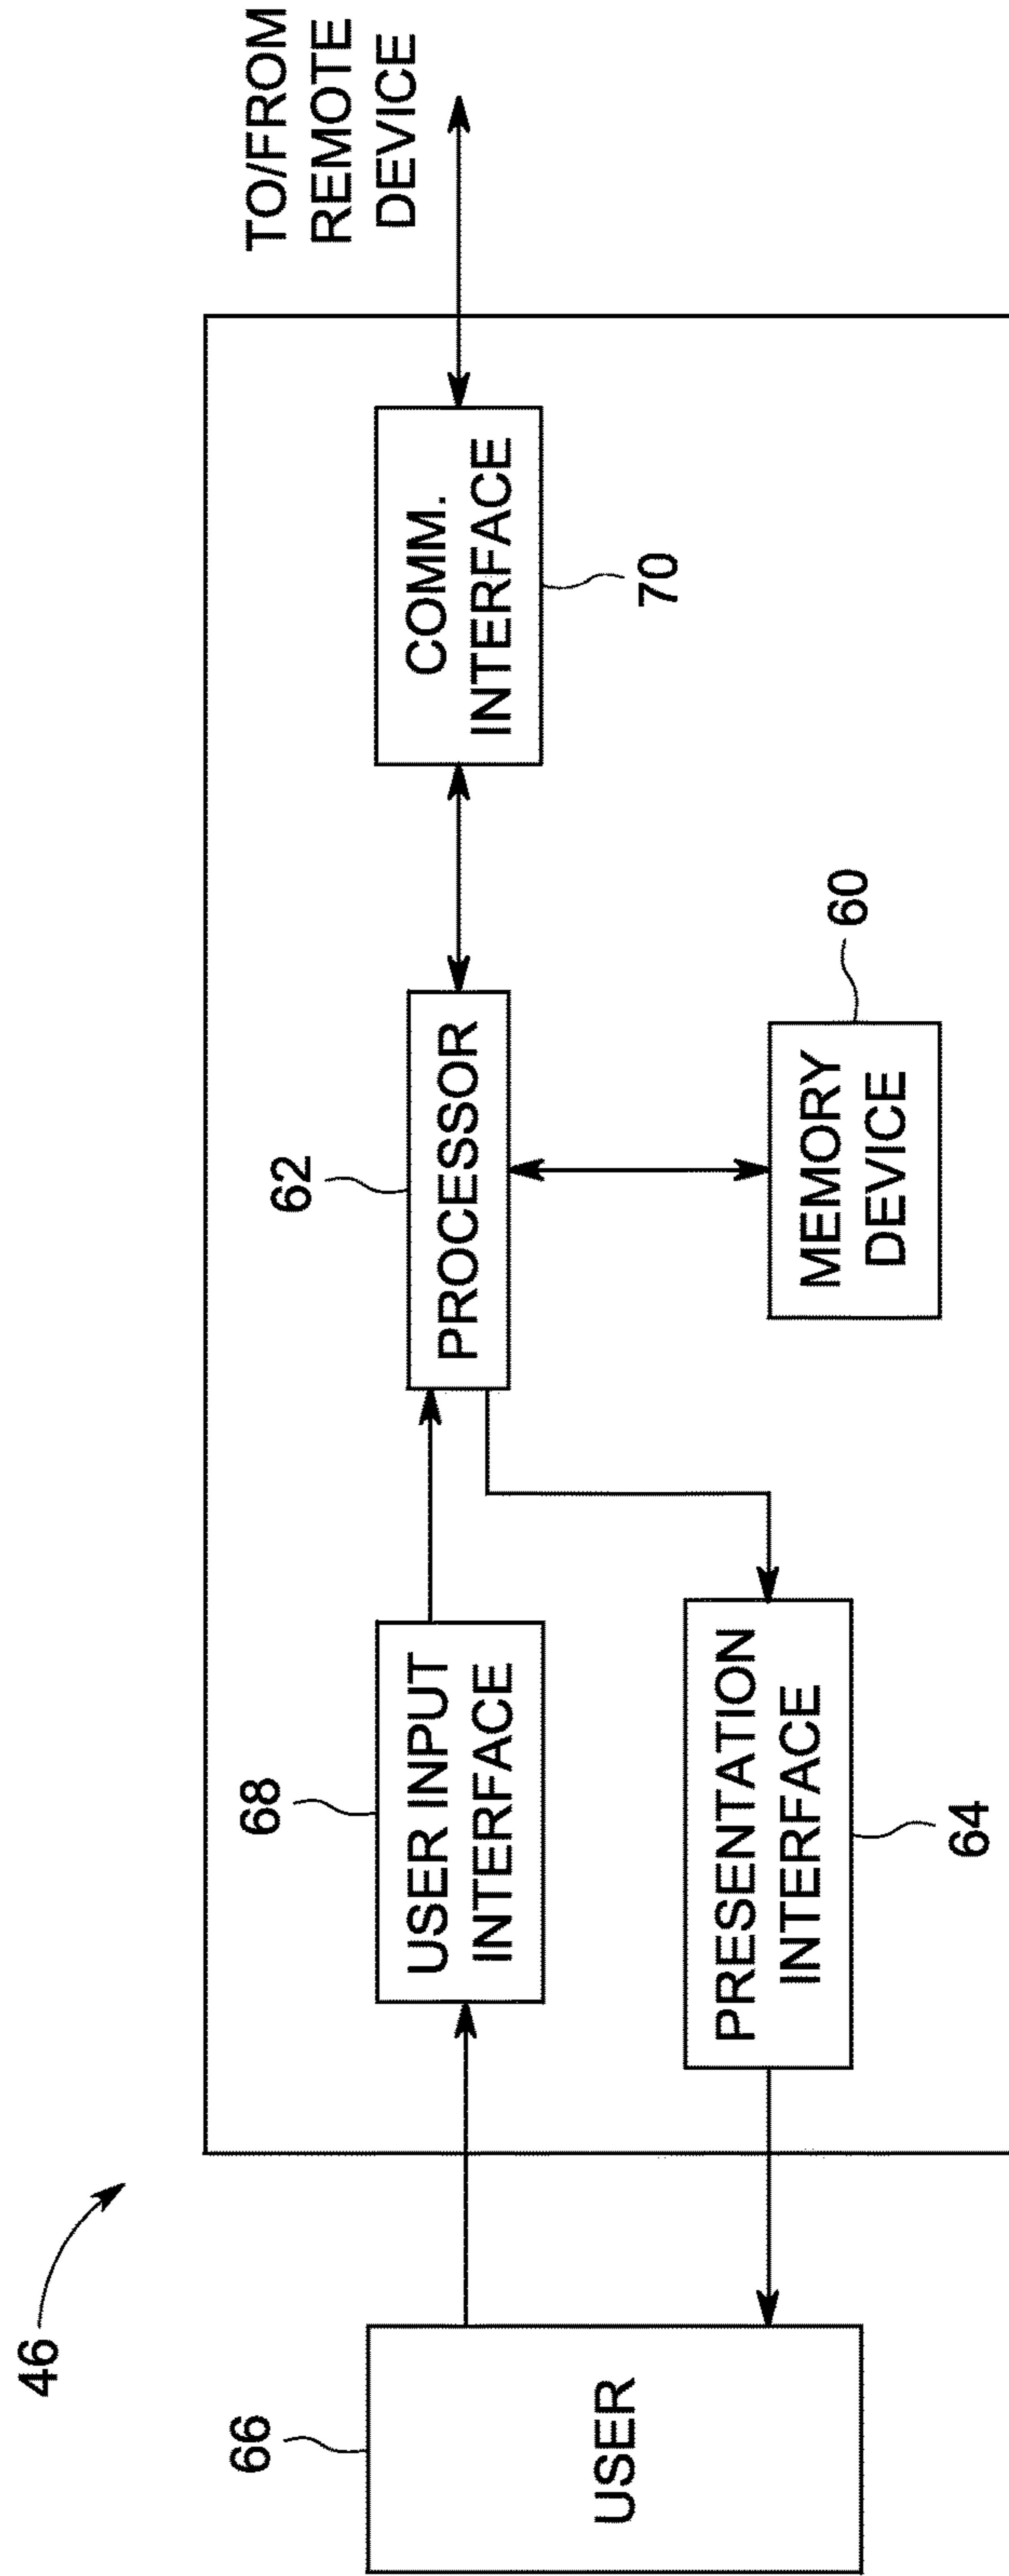 46
66
USER
68
USER INPUT
INTERFACE
PRESENTATION
INTERFACE
64
62
PROCESSOR
MEMORY
DEVICE
60
COMM.
INTERFACE
70
TO/FROM
REMOTE
DEVICE